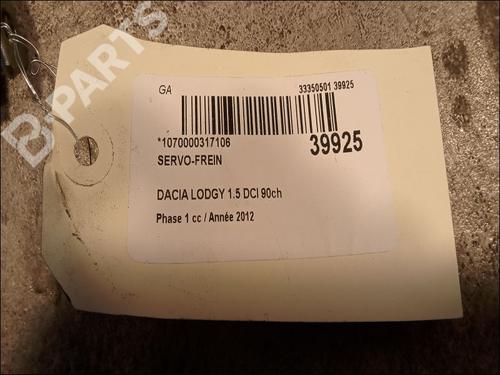 B-PARTS
GA
33350501 39925
*1070000317106
39925
SERVO-FREIN
DACIA LODGY 1.5 DCI 90ch
Phase 1 cc / Année 2012